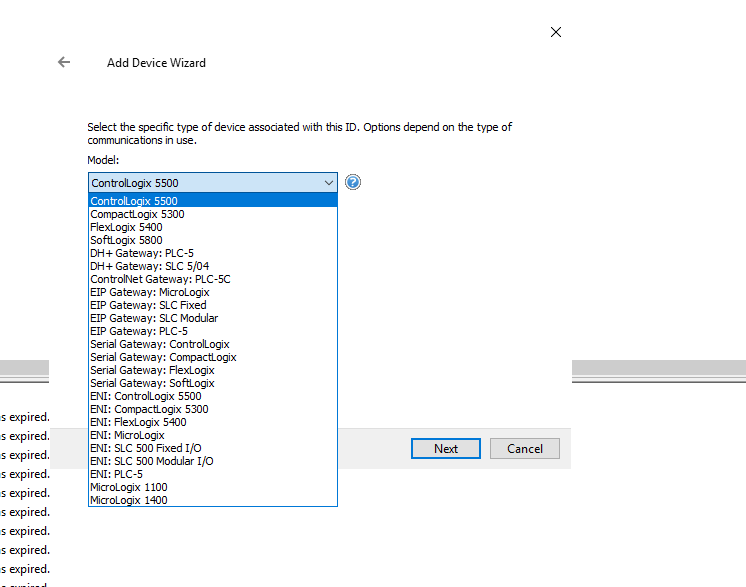 Add Device Wizard
Select the specific type of device associated with this ID. Options depend on the type of
communications in use.
Model:
ControlLogix 5500
ControlLogix 5500
CompactLogix 5300
FlexLogix 5400
SoftLogix 5800
DH+ Gateway: PLC-5
DH+ Gateway: SLC 5/04
ControlNet Gateway: PLC-5C
EIP Gateway: MicroLogix
EIP Gateway: SLC Fixed
EIP Gateway: SLC Modular
EIP Gateway: PLC-5
Serial Gateway: ControlLogix
Serial Gateway: CompactLogix
Serial Gateway: FlexLogix
Serial Gateway: SoftLogix
ENI: ControlLogix 5500
ENI: CompactLogix 5300
ENI: FlexLogix 5400
ENI: MicroLogix
ENI: SLC 500 Fixed I/O
ENI: SLC 500 Modular I/O
ENI: PLC-5
MicroLogix 1100
MicroLogix 1400
Next
Cancel
s expired.
s expired.
s expired.
s expired.
s expired.
s expired.
s expired.
s expired.
s expired.